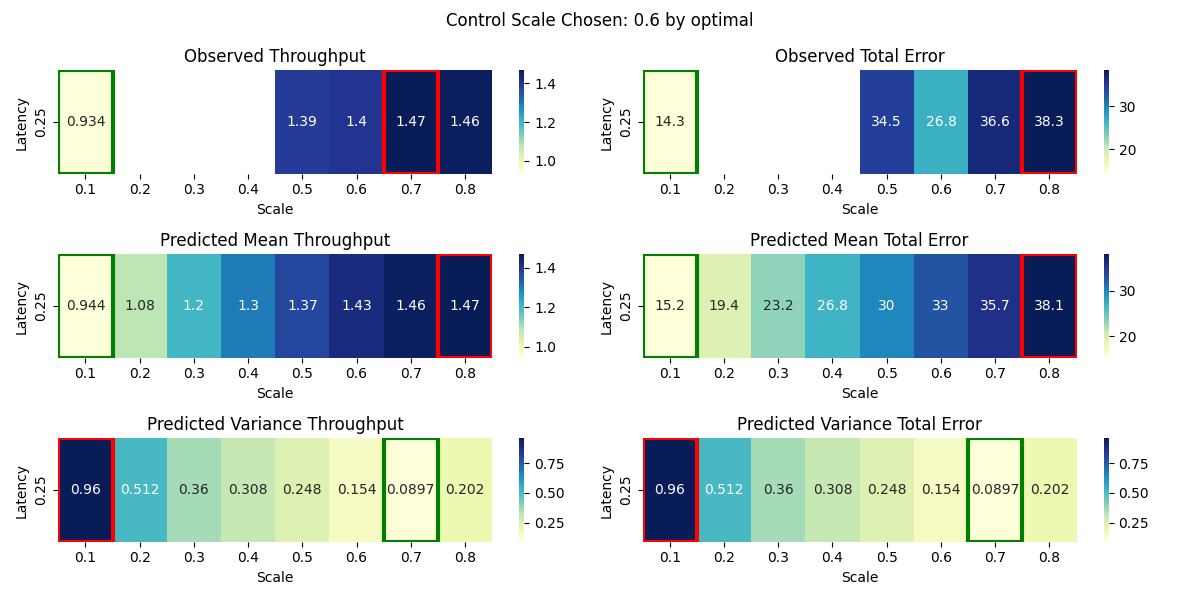 Control Scale Chosen: 0.6 by optimal
Observed Throughput
Latency
0.25
0.934 1.39 1.4 1.47 1.46
0.1 0.2 0.3 0.4 0.5 0.6 0.7 0.8
Scale
1.4
1.2
1.0
Observed Total Error
Latency
0.25
14.3 34.5 26.8 36.6 38.3
0.1 0.2 0.3 0.4 0.5 0.6 0.7 0.8
Scale
30
20
Predicted Mean Throughput
Latency
0.25
0.944 1.08 1.2 1.3 1.37 1.43 1.46 1.47
0.1 0.2 0.3 0.4 0.5 0.6 0.7 0.8
Scale
1.4
1.2
1.0
Predicted Mean Total Error
Latency
0.25
15.2 19.4 23.2 26.8 30 33 35.7 38.1
0.1 0.2 0.3 0.4 0.5 0.6 0.7 0.8
Scale
30
20
Predicted Variance Throughput
Latency
0.25
0.96 0.512 0.36 0.308 0.248 0.154 0.0897 0.202
0.1 0.2 0.3 0.4 0.5 0.6 0.7 0.8
Scale
0.75
0.50
0.25
Predicted Variance Total Error
Latency
0.25
0.96 0.512 0.36 0.308 0.248 0.154 0.0897 0.202
0.1 0.2 0.3 0.4 0.5 0.6 0.7 0.8
Scale
0.75
0.50
0.25